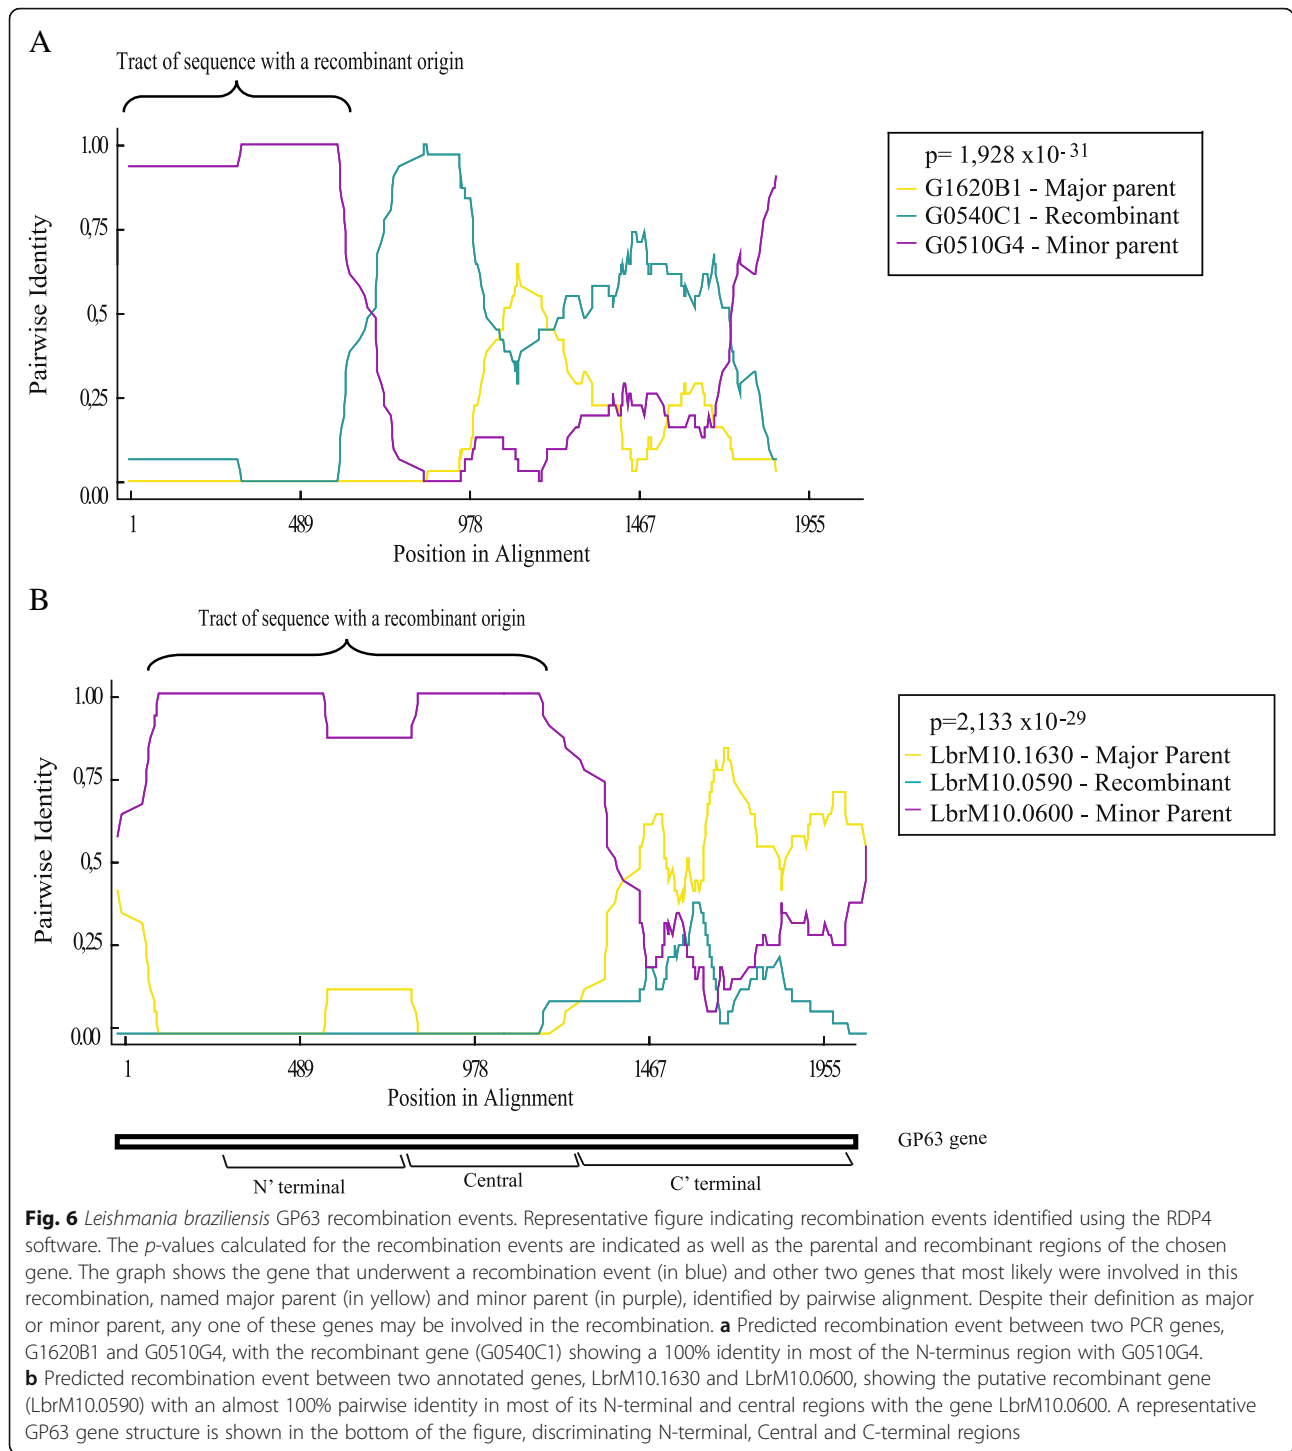 A
Tract of sequence with a recombinant origin
1.00
0,75
0,5
0,25
0.00
Pairwise Identity
1
489
978
1467
1955
Position in Alignment
p= 1,928 x10-31
G1620B1 - Major parent
G0540C1 - Recombinant
G0510G4 - Minor parent
B
Tract of sequence with a recombinant origin
1.00
0,75
0,5
0,25
0.00
Pairwise Identity
1
489
978
1467
1955
Position in Alignment
p=2,133 x10-29
LbrM10.1630 - Major Parent
LbrM10.0590 - Recombinant
LbrM10.0600 - Minor Parent
GP63 gene
N' terminal
Central
C' terminal
Fig. 6 Leishmania braziliensis GP63 recombination events. Representative figure indicating recombination events identified using the RDP4
software. The p-values calculated for the recombination events are indicated as well as the parental and recombinant regions of the chosen
gene. The graph shows the gene that underwent a recombination event (in blue) and other two genes that most likely were involved in this
recombination, named major parent (in yellow) and minor parent (in purple), identified by pairwise alignment. Despite their definition as major
or minor parent, any one of these genes may be involved in the recombination. a Predicted recombination event between two PCR genes,
G1620B1 and G0510G4, with the recombinant gene (G0540C1) showing a 100% identity in most of the N-terminus region with G0510G4.
b Predicted recombination event between two annotated genes, LbrM10.1630 and LbrM10.0600, showing the putative recombinant gene
(LbrM10.0590) with an almost 100% pairwise identity in most of its N-terminal and central regions with the gene LbrM10.0600. A representative
GP63 gene structure is shown in the bottom of the figure, discriminating N-terminal, Central and C-terminal regions